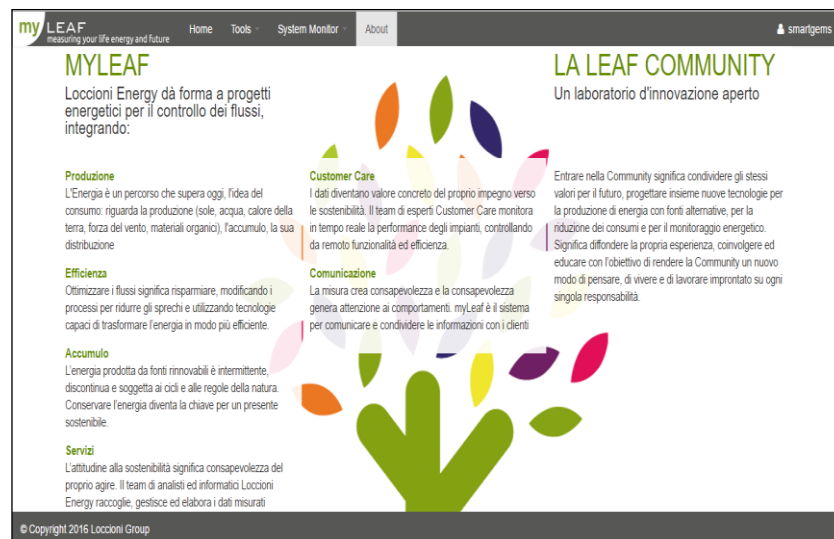 my LEAF
measuring your life energy and future
Home Tools System Monitor About
smartgems
MYLEAF
Loccioni Energy dà forma a progetti
energetici per il controllo dei flussi,
integrando:
Produzione
L'Energia è un percorso che supera oggi, l'idea del
consumo: riguarda la produzione (sole, acqua, calore della
terra, forza del vento, materiali organici), l'accumulo, la sua
distribuzione
Efficienza
Ottimizzare i flussi significa risparmiare, modificando i
processi per ridurre gli sprechi e utilizzando tecnologie
capaci di trasformare l'energia in modo più efficiente.
Accumulo
L'energia prodotta da fonti rinnovabili è intermittente,
discontinua e soggetta ai cicli e alle regole della natura.
Conservare l'energia diventa la chiave per un presente
sostenibile.
Servizi
L'attitudine alla sostenibilità significa consapevolezza del
proprio agire. Il team di analisti ed informatici Loccioni
Energy raccoglie, gestisce ed elabora i dati misurati
Customer Care
I dati diventano valore concreto del proprio impegno verso
le sostenibilità. Il team di esperti Customer Care monitora
in tempo reale la performance degli impianti, controllando
da remoto funzionalità ed efficienza.
Comunicazione
La misura crea consapevolezza e la consapevolezza
genera attenzione ai comportamenti. myLeaf è il sistema
per comunicare e condividere le informazioni con i clienti
LA LEAF COMMUNITY
Un laboratorio d'innovazione aperto
Entrare nella Community significa condividere gli stessi
valori per il futuro, progettare insieme nuove tecnologie per
la produzione di energia con fonti alternative, per la
riduzione dei consumi e per il monitoraggio energetico.
Significa diffondere la propria esperienza, coinvolgere ed
educare con l'obiettivo di rendere la Community un nuovo
modo di pensare, di vivere e di lavorare improntato su ogni
singola responsabilità.
© Copyright 2016 Loccioni Group